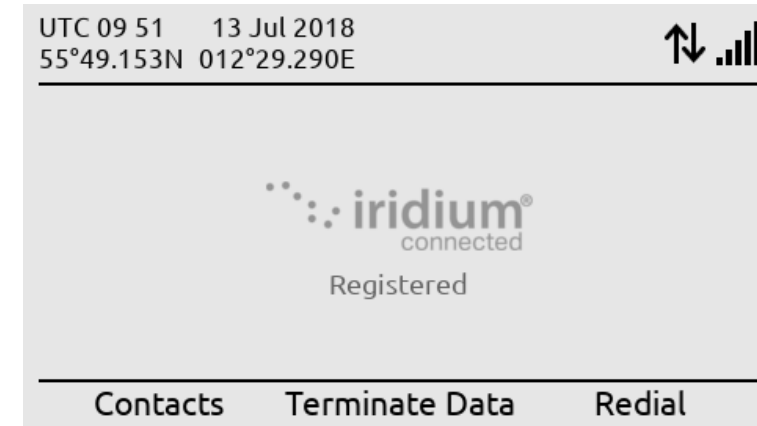 UTC 09 51 13 Jul 2018
55°49.153N 012°29.290E
iridium®
connected
Registered
Contacts Terminate Data Redial